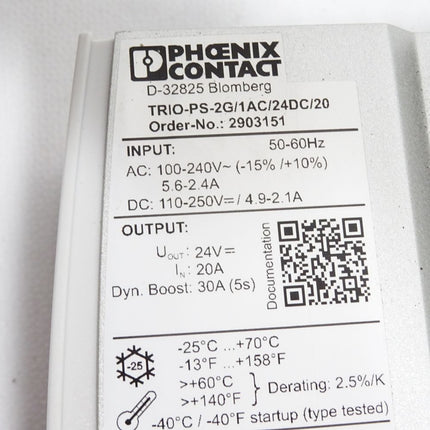 PHŒNIX
CONTACT
D-32825 Blomberg
TRIO-PS-2G/1AC/24DC/20
Order-No.: 2903151
INPUT: 50-60Hz
AC: 100-240V~ (-15% /+10%)
5.6-2.4A
DC: 110-250V⎓/ 4.9-2.1A
OUTPUT:
UOUT: 24V⎓
IN: 20A
Dyn. Boost: 30A (5s)
Documentation
-25
-25°C ...+70°C
-13°F ...+158°F
>+60°C
>+140°F } Derating: 2.5%/K
-40°C / -40°F startup (type tested)